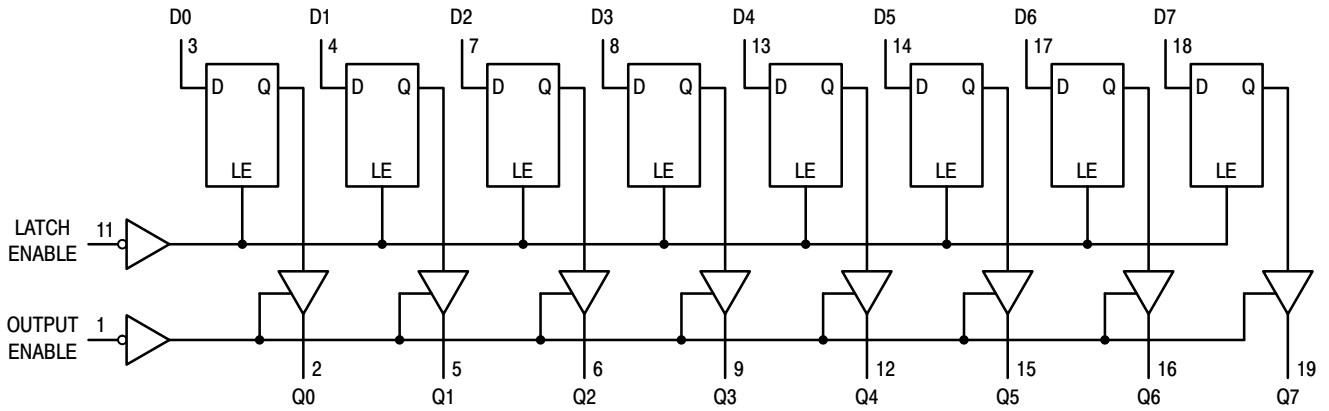 D0 D1 D2 D3 D4 D5 D6 D7
3 4 7 8 13 14 17 18
D Q D Q D Q D Q D Q D Q D Q D Q
LE LE LE LE LE LE LE LE
LATCH 11
ENABLE
OUTPUT 1
ENABLE
2 5 6 9 12 15 16 19
Q0 Q1 Q2 Q3 Q4 Q5 Q6 Q7